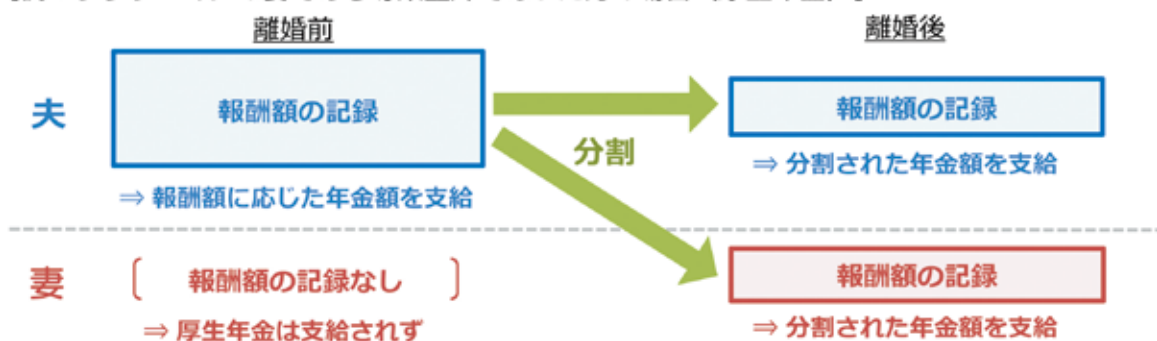 離婚前
離婚後
夫
報酬額の記録
報酬額の記録
分割
⇒ 分割された年金額を支給
⇒ 報酬額に応じた年金額を支給
妻
報酬額の記録なし
報酬額の記録
⇒ 厚生年金は支給されず
⇒ 分割された年金額を支給